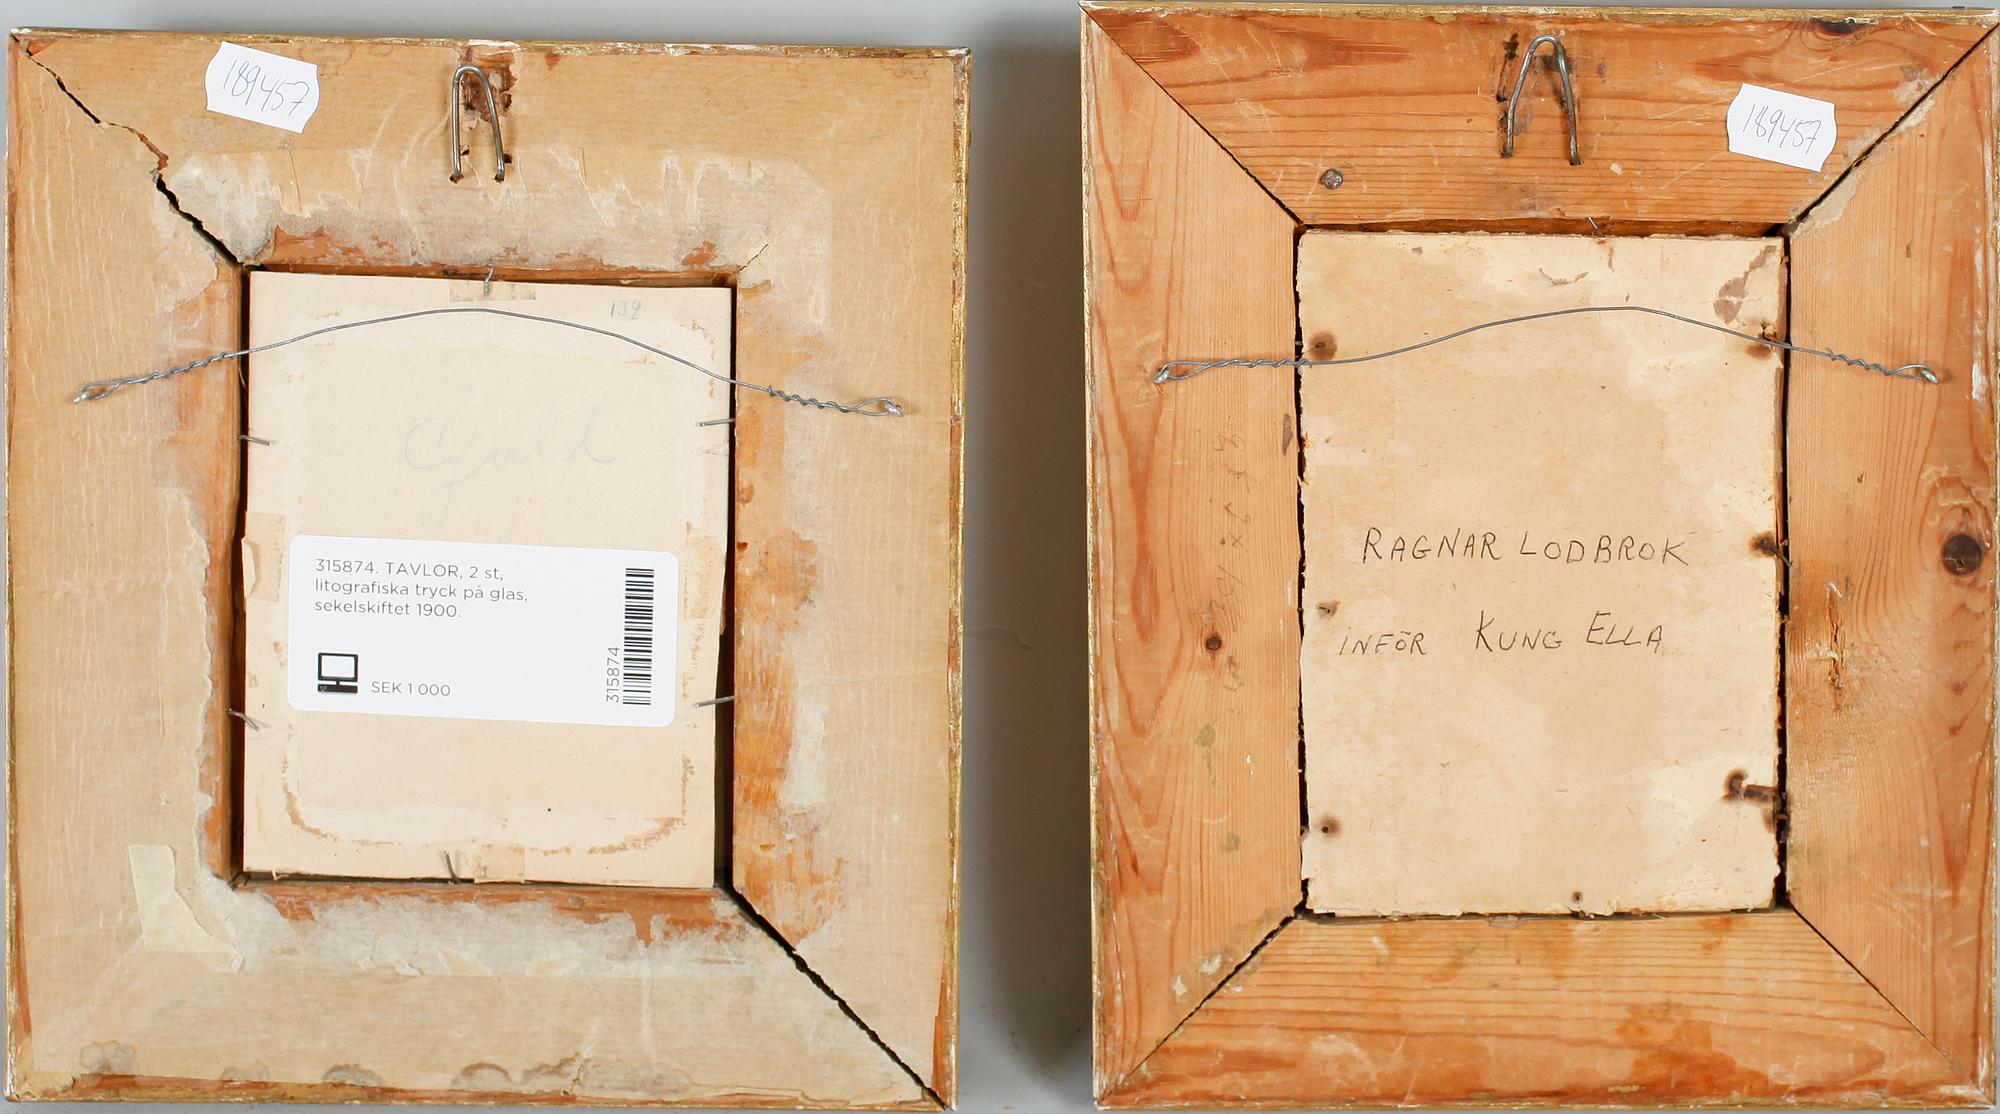 189457
139
Guld
315874. TAVLOR, 2 st,
litografiska tryck på glas,
sekelskiftet 1900.
SEK 1 000
315874
189457
RAGNAR LODBROK
INFÖR KUNG ELLA